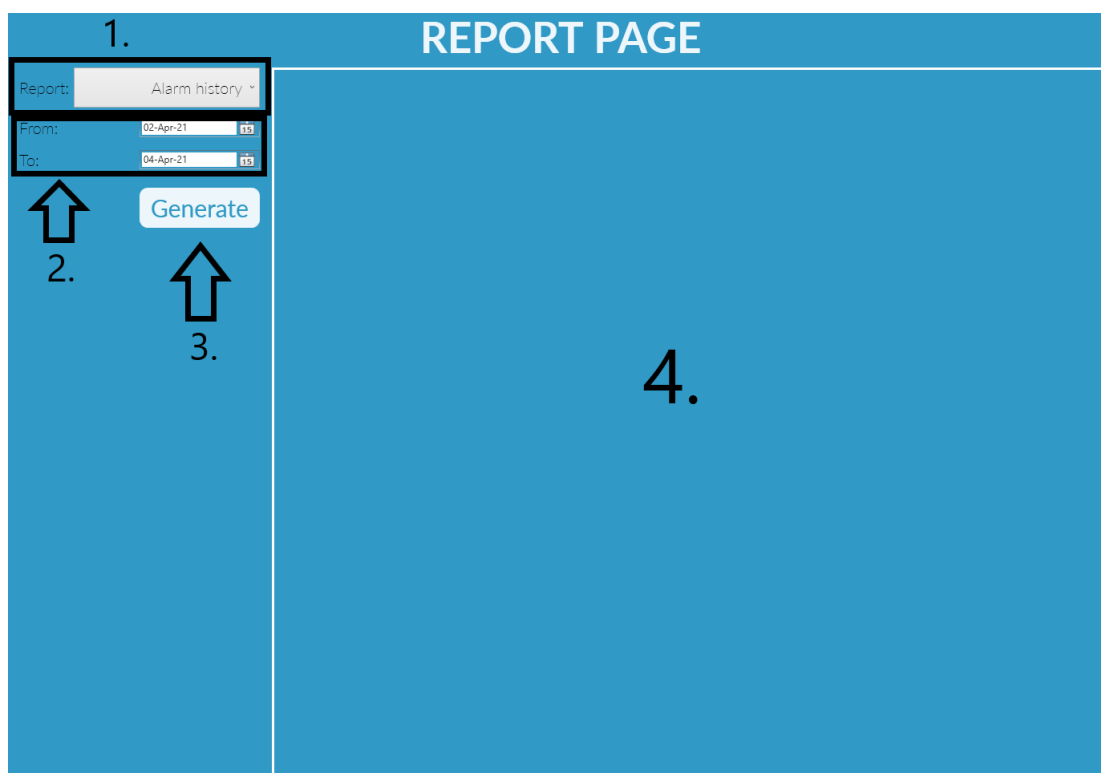 1.
REPORT PAGE
Report: Alarm history
From: 02-Apr-21 15
To: 04-Apr-21 15
Generate
2.
3.
4.